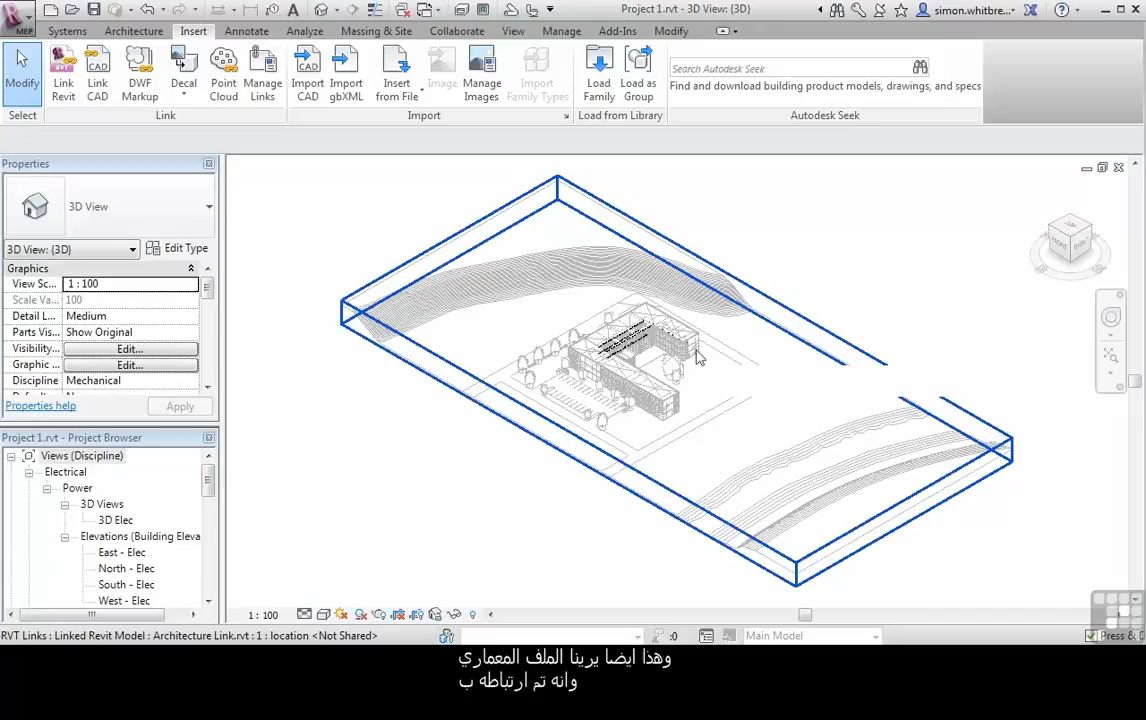 Project 1.rvt - 3D View: {3D}
simon.whitbre...
MEP
Systems
Architecture
Insert
Annotate
Analyze
Massing & Site
Collaborate
View
Manage
Add-Ins
Modify
Modify
Link Revit
Link CAD
DWF Markup
Decal
Point Cloud
Manage Links
Import CAD
Import gbXML
Insert from File
Image
Manage Images
Import Family Types
Load Family
Load as Group
Search Autodesk Seek
Find and download building product models, drawings, and specs
Select
Link
Import
Load from Library
Autodesk Seek
Properties
3D View
3D View: {3D}
Edit Type
Graphics
View Sc... 1 : 100
Scale Va... 100
Detail L... Medium
Parts Vis... Show Original
Visibility... Edit...
Graphic ... Edit...
Discipline Mechanical
Properties help
Apply
Project 1.rvt - Project Browser
Views (Discipline)
Electrical
Power
3D Views
3D Elec
Elevations (Building Eleva
East - Elec
North - Elec
South - Elec
West - Elec
1 : 100
RVT Links : Linked Revit Model : Architecture Link.rvt : 1 : location <Not Shared>
:0
Main Model
Press & D
وهذا ايضا يرينا الملف المعماري
وانه تم ارتباطه ب